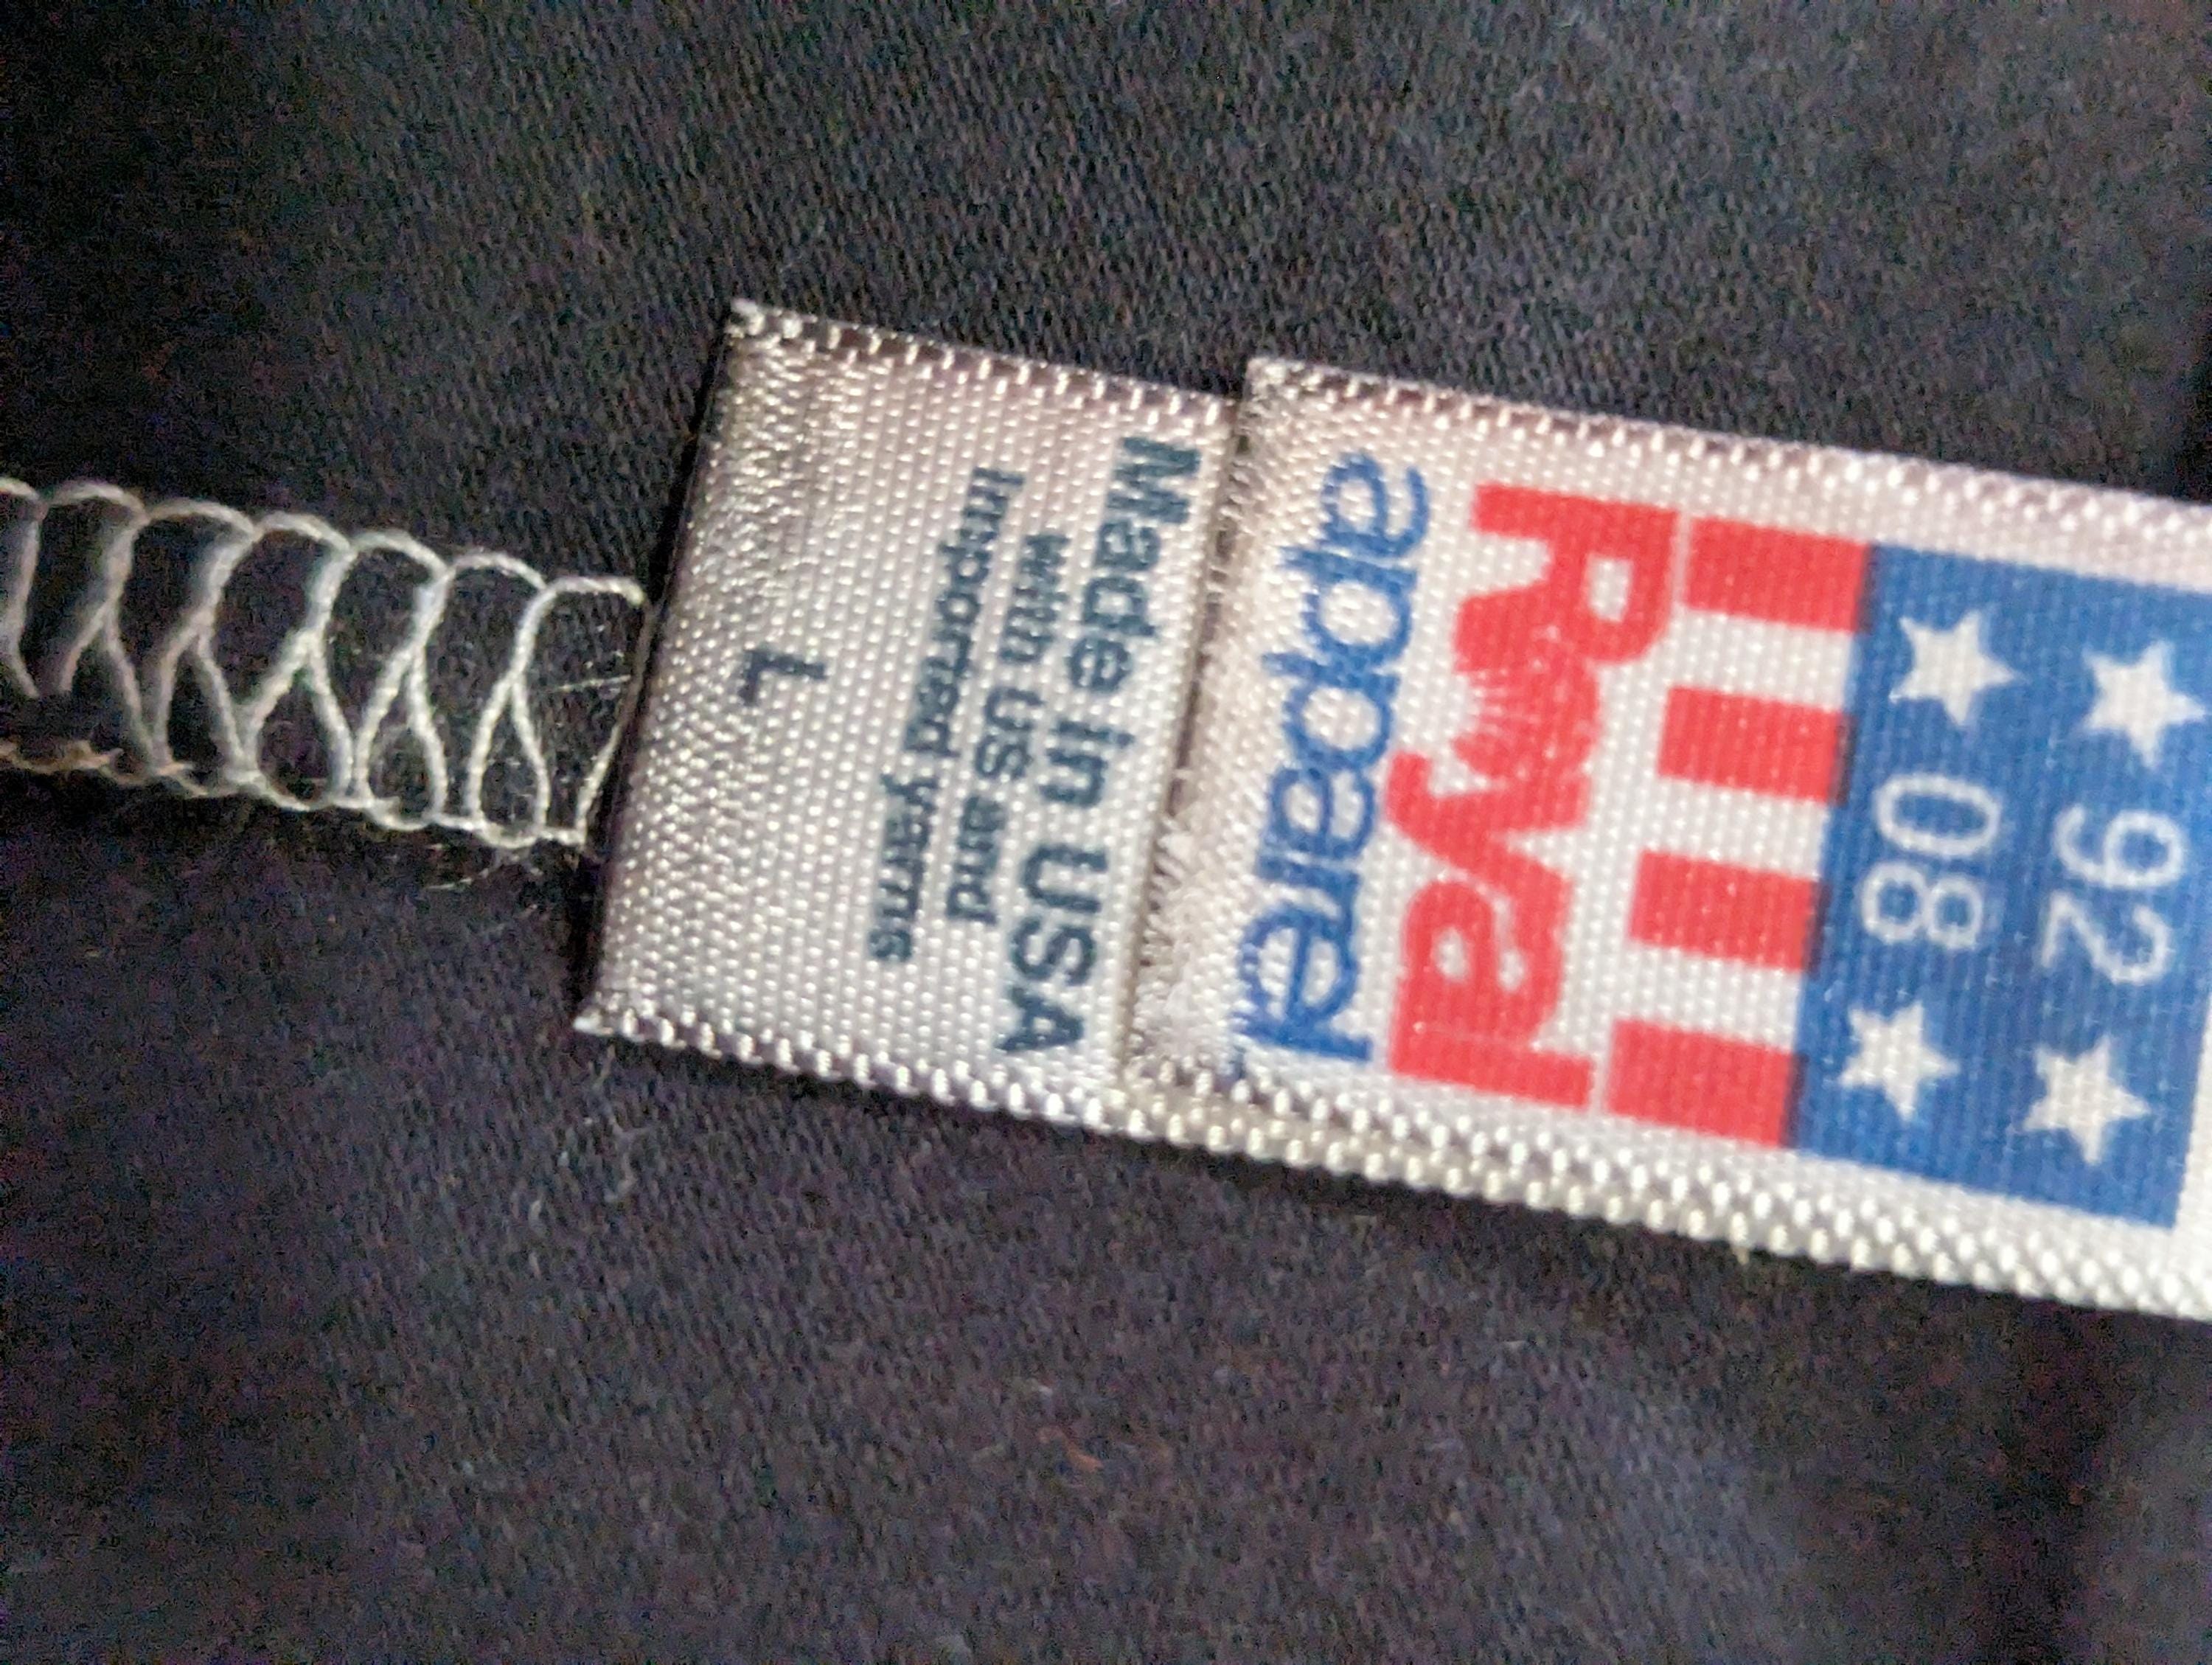 92
08
Royal
apparel
Made in USA
with US and
Imported yarns
L